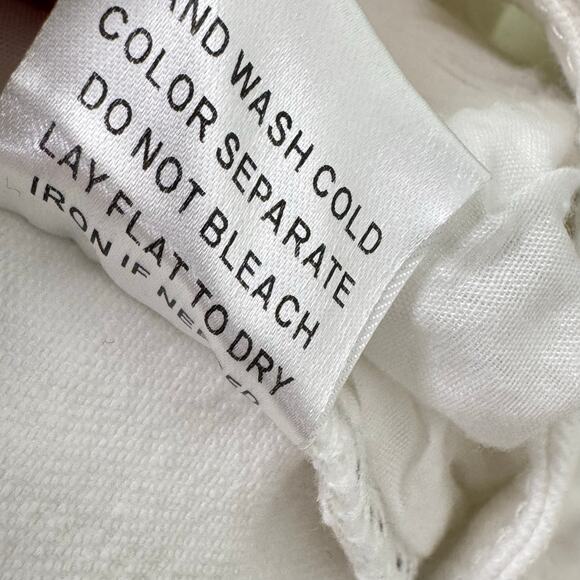 AND WASH COLD
COLOR SEPARATE
DO NOT BLEACH
LAY FLAT TO DRY
IRON IF